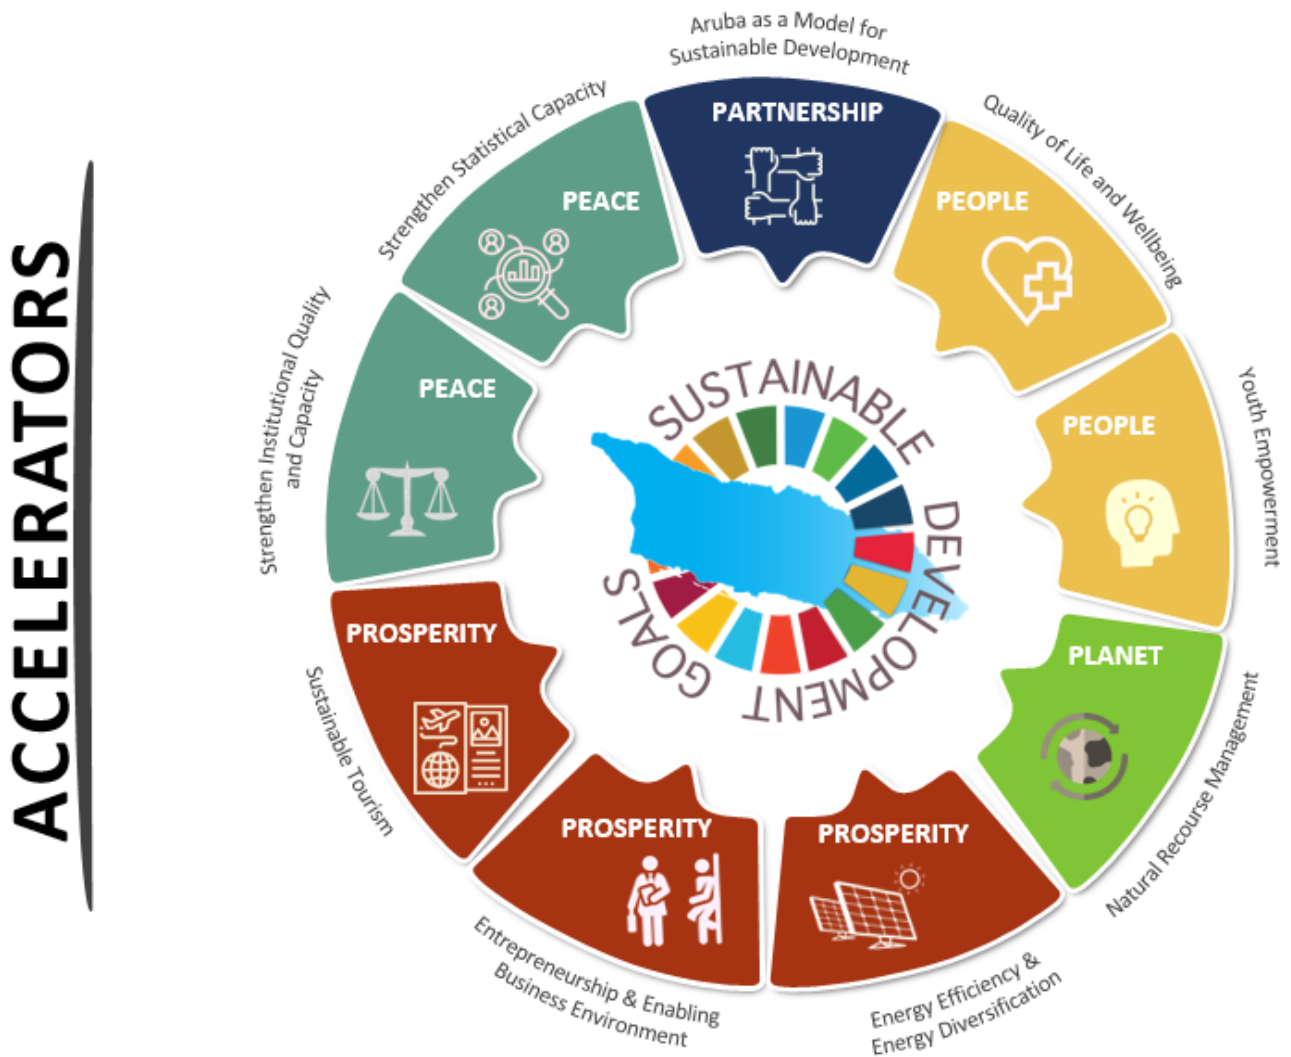 ACCELERATORS
Aruba as a Model for
Sustainable Development
PARTNERSHIP
Quality of Life and Wellbeing
PEOPLE
Youth Empowerment
PEOPLE
Natural Recourse Management
PLANET
Energy Efficiency &
Energy Diversification
PROSPERITY
Entrepreneurship & Enabling
Business Environment
PROSPERITY
Sustainable Tourism
PROSPERITY
Strengthen Institutional Quality
and Capacity
PEACE
Strengthen Statistical Capacity
PEACE
SUSTAINABLE
DEVELOPMENT
GOALS